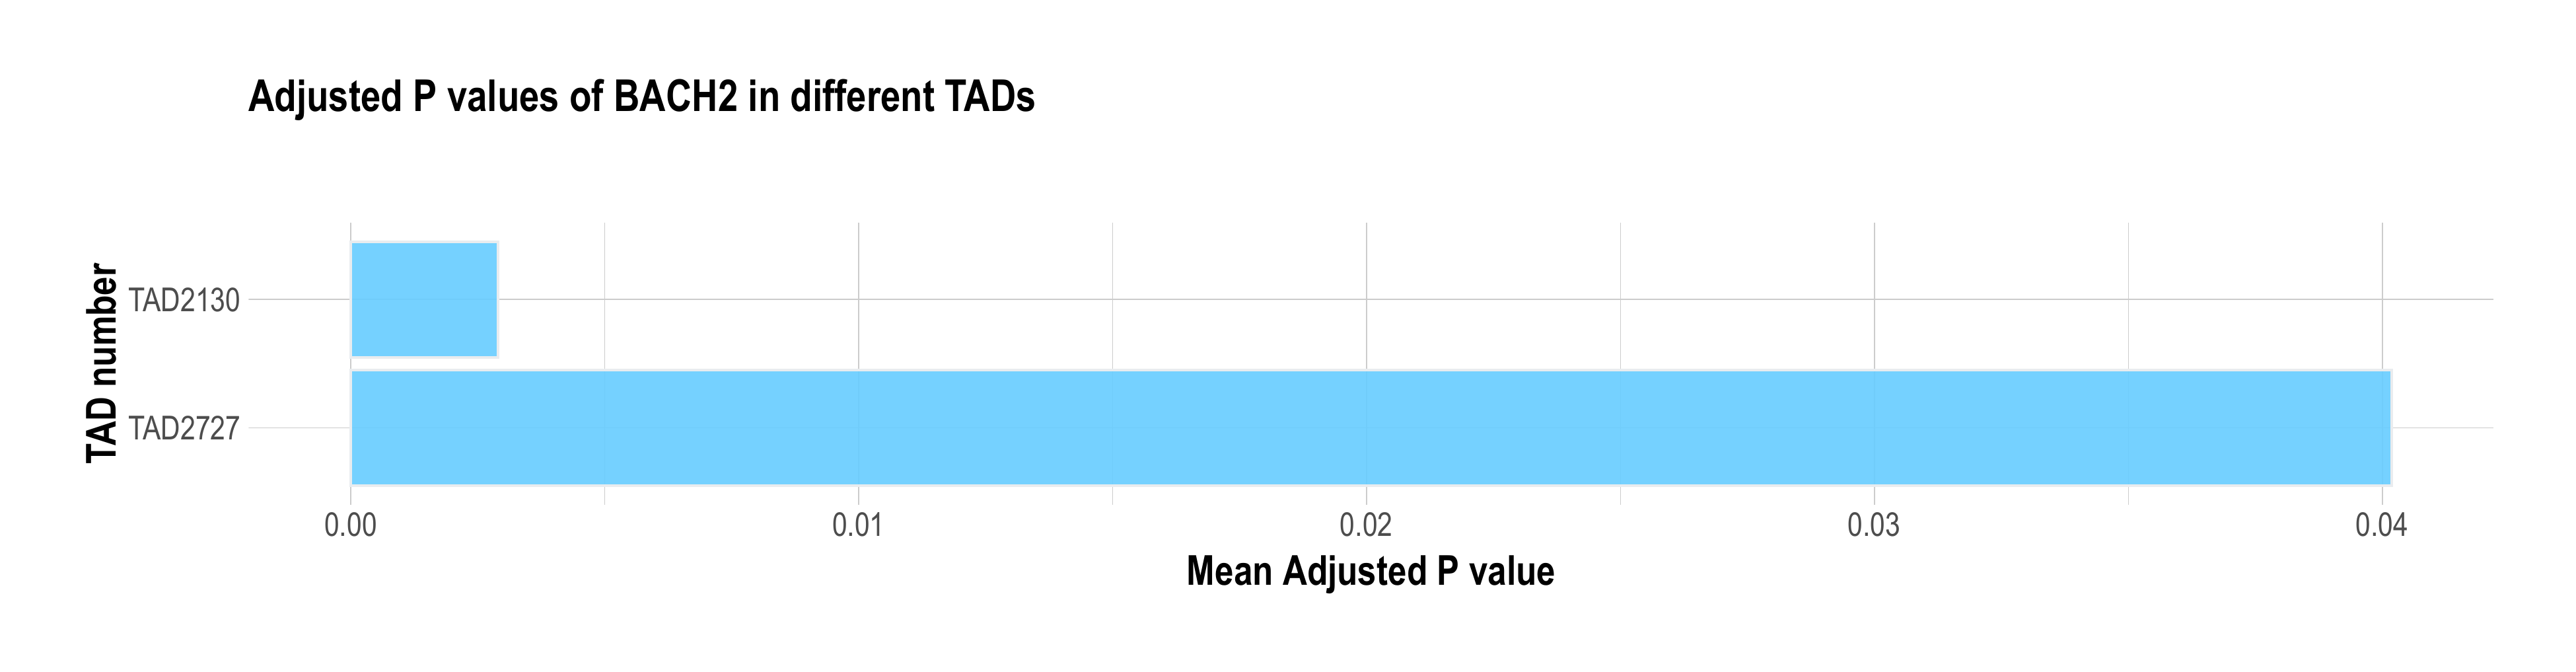 Adjusted P values of BACH2 in different TADs
TAD number
TAD2130
TAD2727
0.00 0.01 0.02 0.03 0.04
Mean Adjusted P value